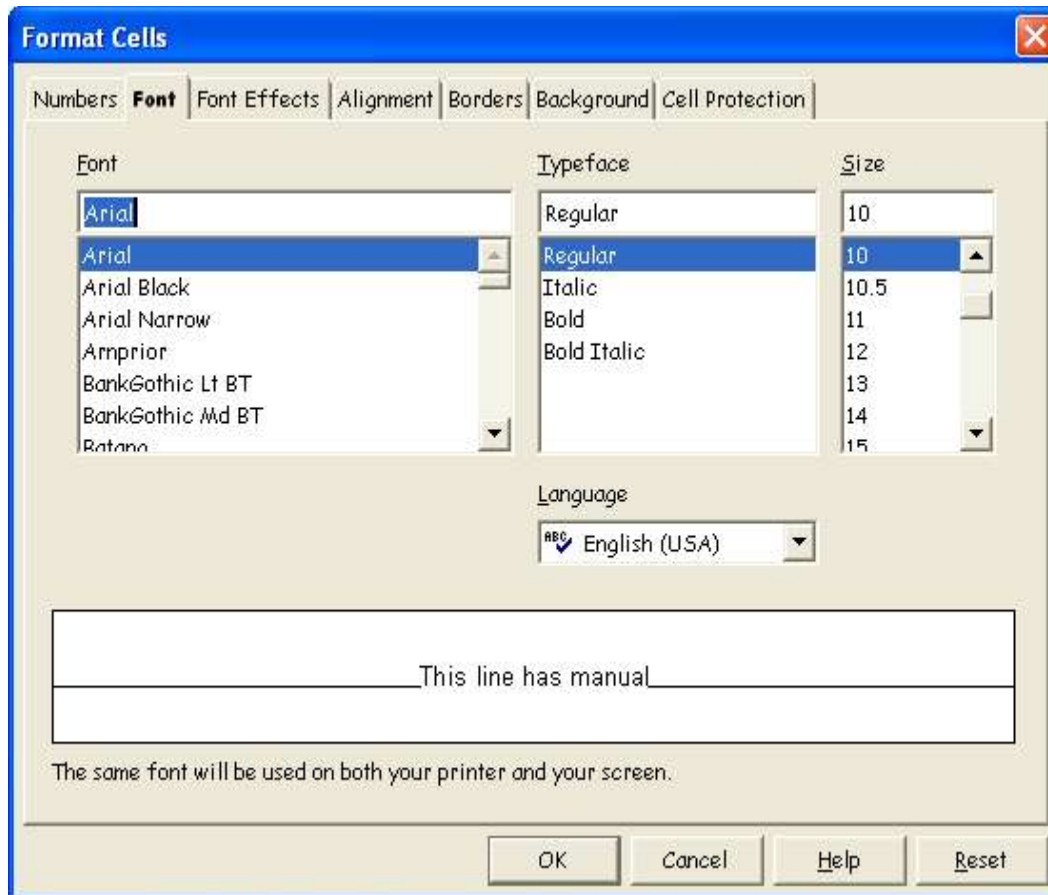 Format Cells
Numbers Font Font Effects Alignment Borders Background Cell Protection
Font Typeface Size
Arial Regular 10
Arial Regular 10
Arial Black Italic 10.5
Arial Narrow Bold 11
Arnprior Bold Italic 12
BankGothic Lt BT 13
BankGothic Md BT 14
Batang 15
Language
ABC English (USA)
This line has manual
The same font will be used on both your printer and your screen.
OK Cancel Help Reset